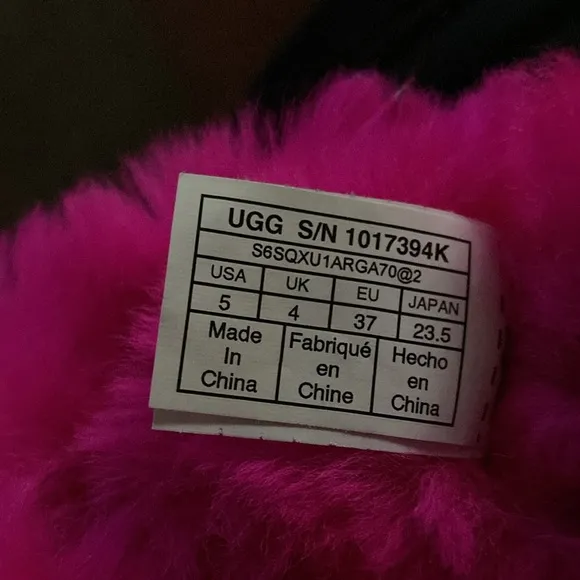 UGG S/N 1017394K
S6SQXU1ARGA70@2
USA UK EU JAPAN
5 4 37 23.5
Made Fabriqué Hecho
In en en
China Chine China